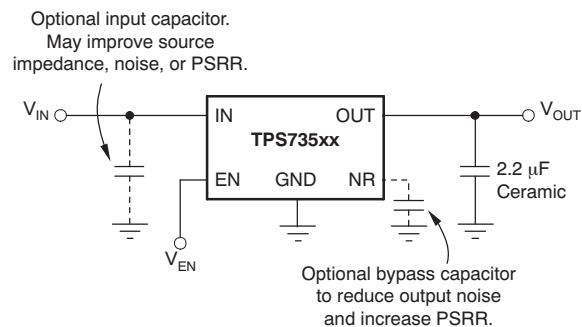 Optional input capacitor.
May improve source
impedance, noise, or PSRR.
V_IN
IN
OUT
V_OUT
TPS735xx
EN
GND
NR
2.2 μF
Ceramic
V_EN
Optional bypass capacitor
to reduce output noise
and increase PSRR.